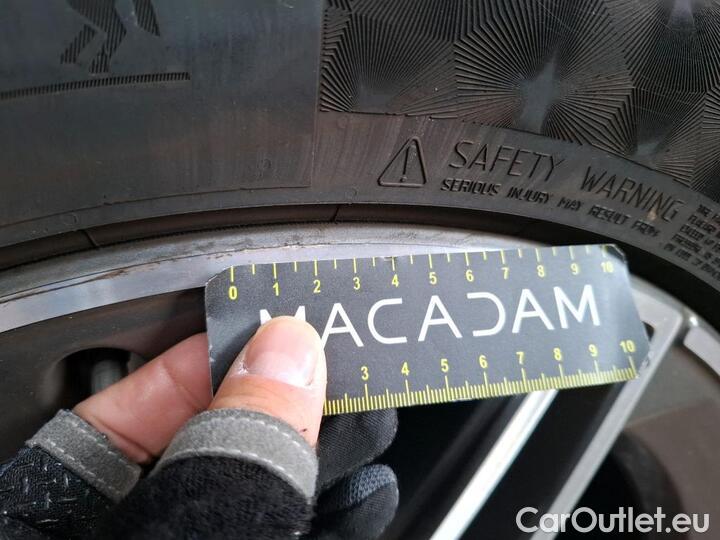 SAFETY WARNING
SERIOUS INJURY MAY RESULT FROM
0 1 2 3 4 5 6 7 8 9 10
MACADAM
3 4 5 6 7 8 9 10
CarOutlet.eu